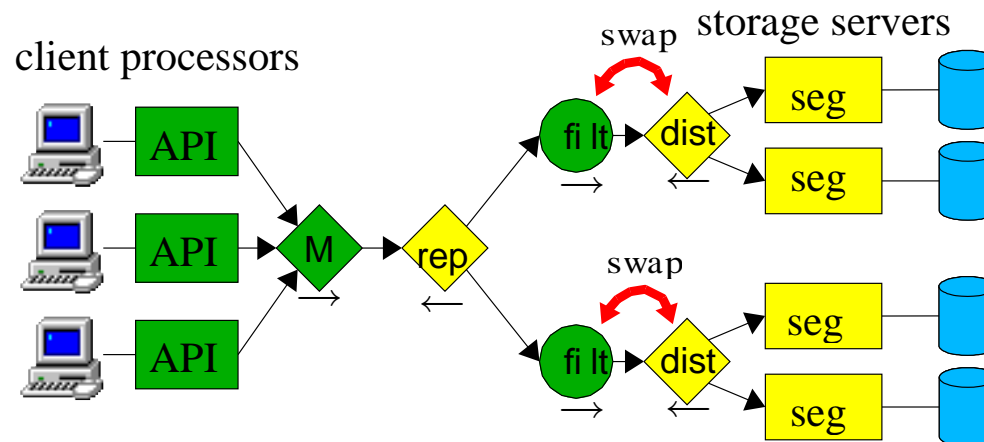 client processors
storage servers
swap
API
API
API
M
rep
fi lt
dist
seg
seg
swap
fi lt
dist
seg
seg